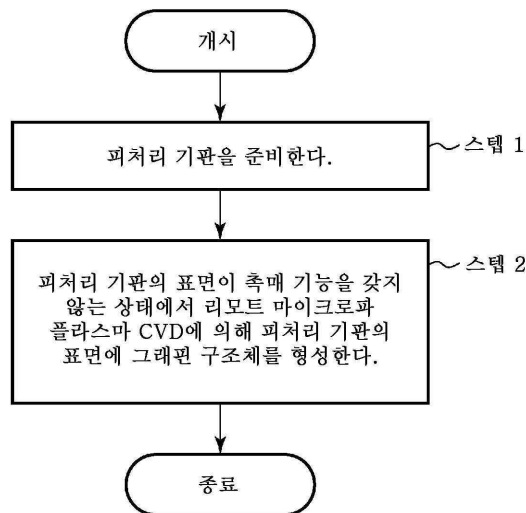 개시
피처리 기판을 준비한다.
스텝 1
피처리 기판의 표면이 촉매 기능을 갖지
않는 상태에서 리모트 마이크로파
플라스마 CVD에 의해 피처리 기판의
표면에 그래핀 구조체를 형성한다.
스텝 2
종료